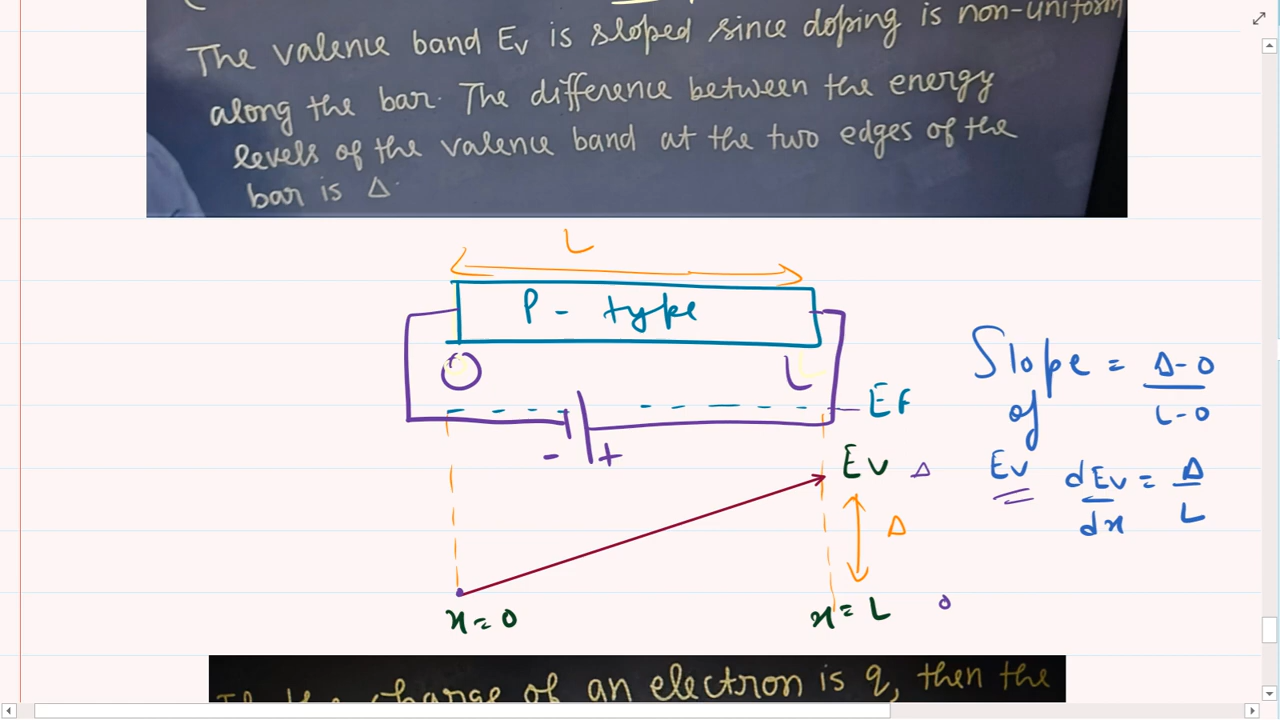 The valence band Ev is sloped since doping is non-uniform
along the bar. The difference between the energy
levels of the valence band at the two edges of the
bar is Δ.
L
P - type
O L
EF
- +
Ev Δ
Δ
x = 0
x = L 0
Slope of Ev = Δ-0 / L-0
dEv/dx = Δ/L
charge of an electron is q, then the